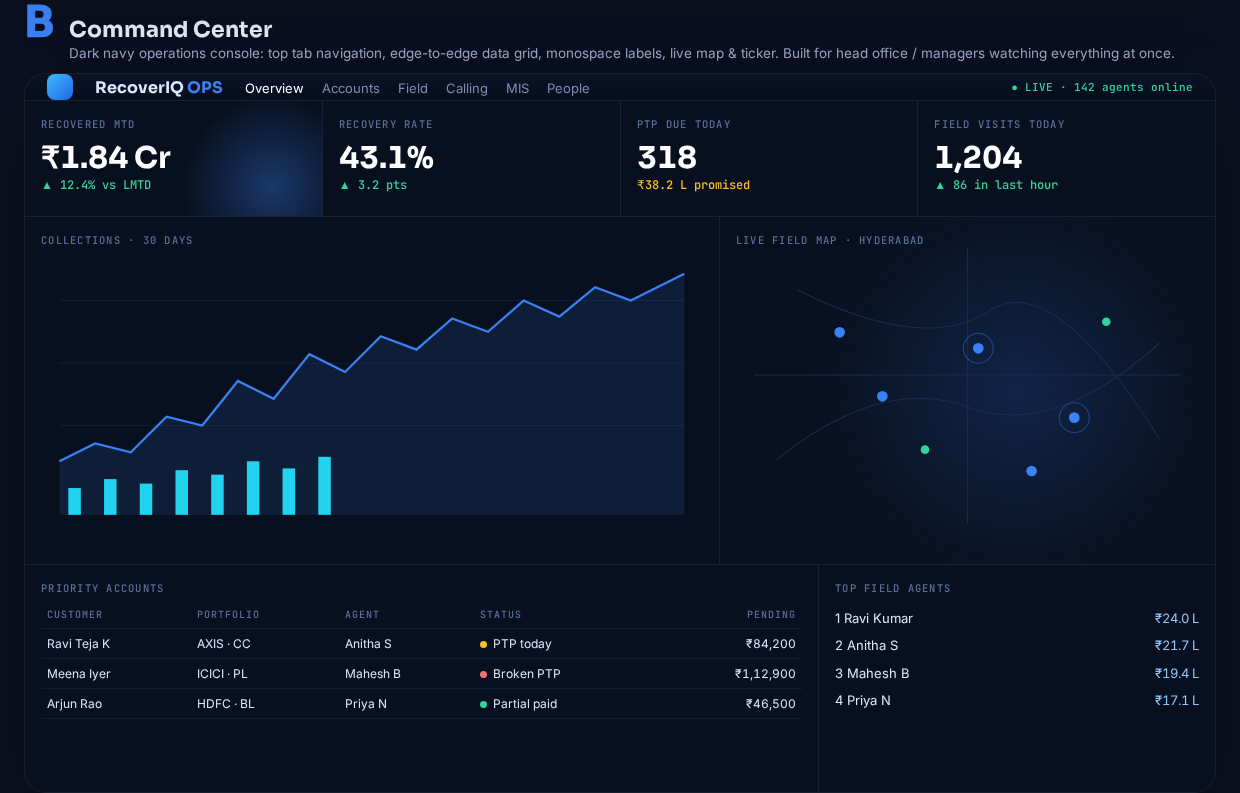 B Command Center
Dark navy operations console: top tab navigation, edge-to-edge data grid, monospace labels, live map & ticker. Built for head office / managers watching everything at once.
RecoverIQ OPS Overview Accounts Field Calling MIS People ● LIVE · 142 agents online
RECOVERED MTD
₹1.84 Cr
▲ 12.4% vs LMTD
RECOVERY RATE
43.1%
▲ 3.2 pts
PTP DUE TODAY
318
₹38.2 L promised
FIELD VISITS TODAY
1,204
▲ 86 in last hour
COLLECTIONS · 30 DAYS
LIVE FIELD MAP · HYDERABAD
PRIORITY ACCOUNTS
CUSTOMER PORTFOLIO AGENT STATUS PENDING
Ravi Teja K AXIS · CC Anitha S PTP today ₹84,200
Meena Iyer ICICI · PL Mahesh B Broken PTP ₹1,12,900
Arjun Rao HDFC · BL Priya N Partial paid ₹46,500
TOP FIELD AGENTS
1 Ravi Kumar ₹24.0 L
2 Anitha S ₹21.7 L
3 Mahesh B ₹19.4 L
4 Priya N ₹17.1 L